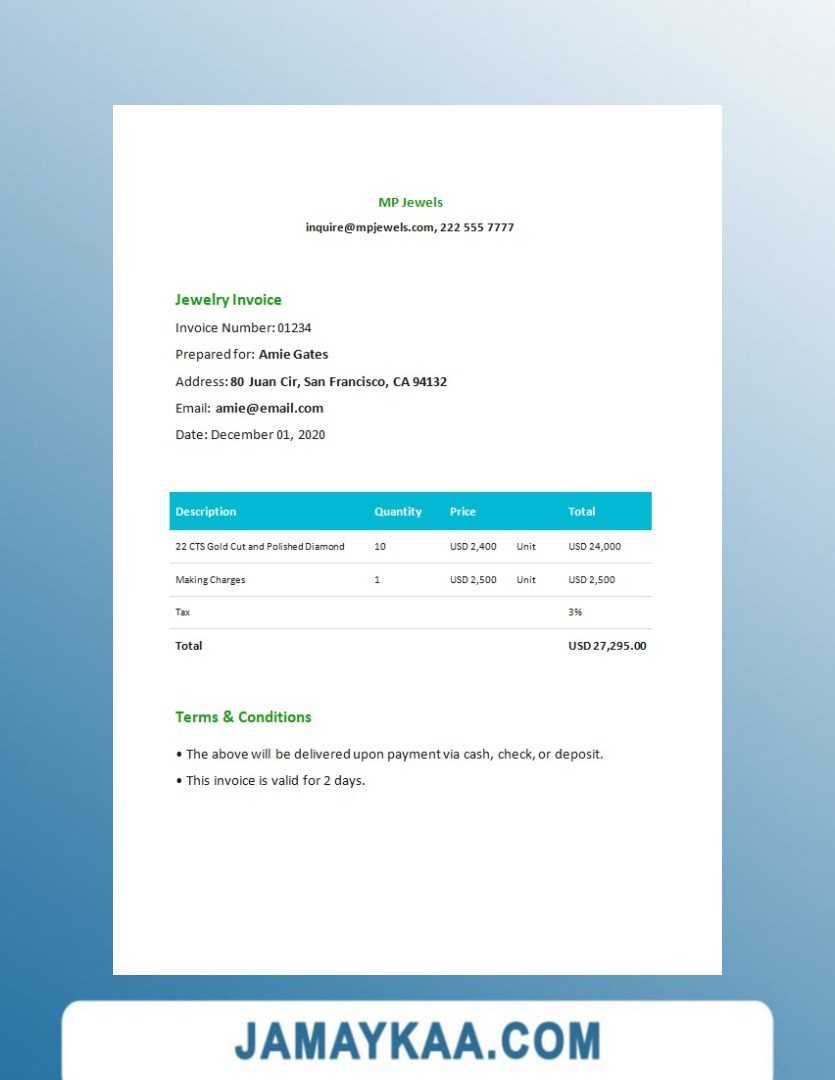 MP Jewels
inquire@mpjewels.com, 222 555 7777
Jewelry Invoice
Invoice Number: 01234
Prepared for: Amie Gates
Address: 80 Juan Cir, San Francisco, CA 94132
Email: amie@email.com
Date: December 01, 2020
Description Quantity Price Total
22 CTS Gold Cut and Polished Diamond 10 USD 2,400 Unit USD 24,000
Making Charges 1 USD 2,500 Unit USD 2,500
Tax 3%
Total USD 27,295.00
Terms & Conditions
• The above will be delivered upon payment via cash, check, or deposit.
• This invoice is valid for 2 days.
JAMAYKAA.COM